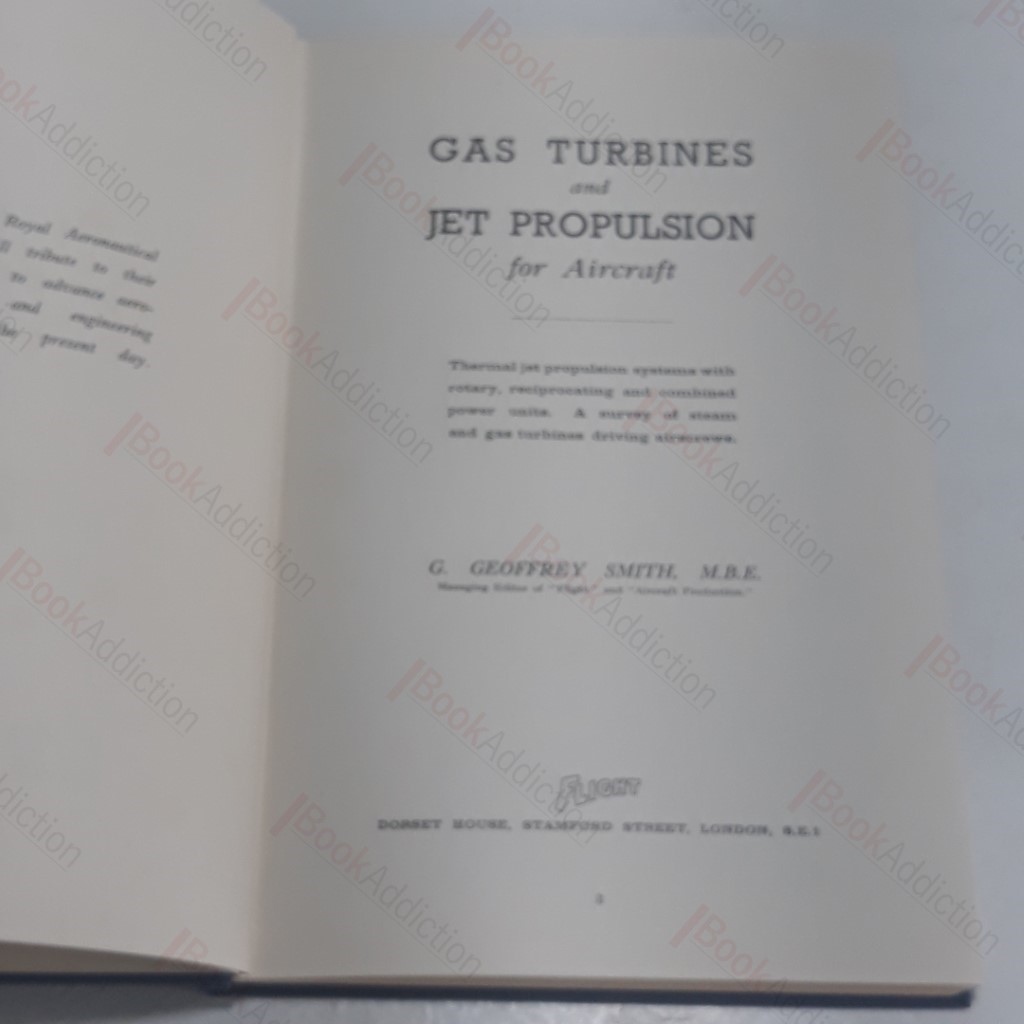 Royal Aeronautical
tribute to their
to advance aero-
and engineering
the present day.
GAS TURBINES
and
JET PROPULSION
for Aircraft
Thermal jet propulsion systems with
rotary, reciprocating and combined
power units. A survey of steam
and gas turbines driving airscrews.
G. GEOFFREY SMITH, M.B.E.
Managing Editor of "Flight" and "Aircraft Production."
FLIGHT
DORSET HOUSE, STAMFORD STREET, LONDON, S.E.1
3
BookAddiction